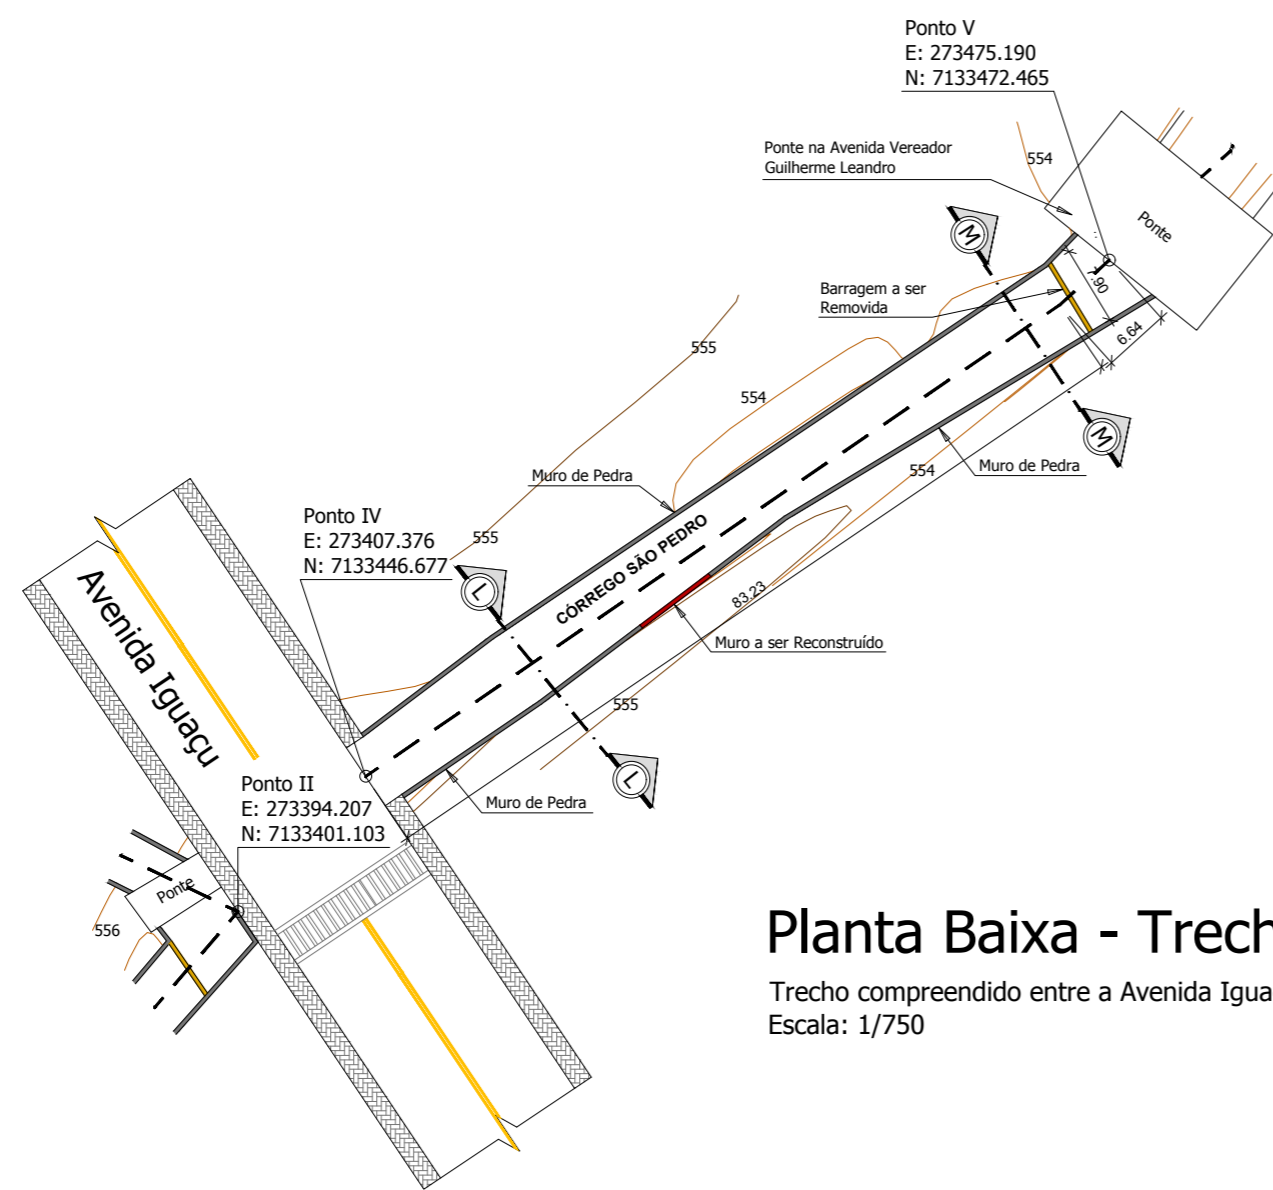 Ponto V
E: 273475.190
N: 7133472.465
Ponte na Avenida Vereador
Guilherme Leandro
554
Ponte
M
7.90
Barragem a ser
Removida
6.64
555
554
M
Muro de Pedra
554
Muro de Pedra
Ponto IV
E: 273407.376
N: 7133446.677
555
CÓRREGO SÃO PEDRO
L
83.23
Muro a ser Reconstruído
Avenida Iguaçu
555
L
Muro de Pedra
Ponto II
E: 273394.207
N: 7133401.103
Ponte
556
Planta Baixa - Trech
Trecho compreendido entre a Avenida Igua
Escala: 1/750